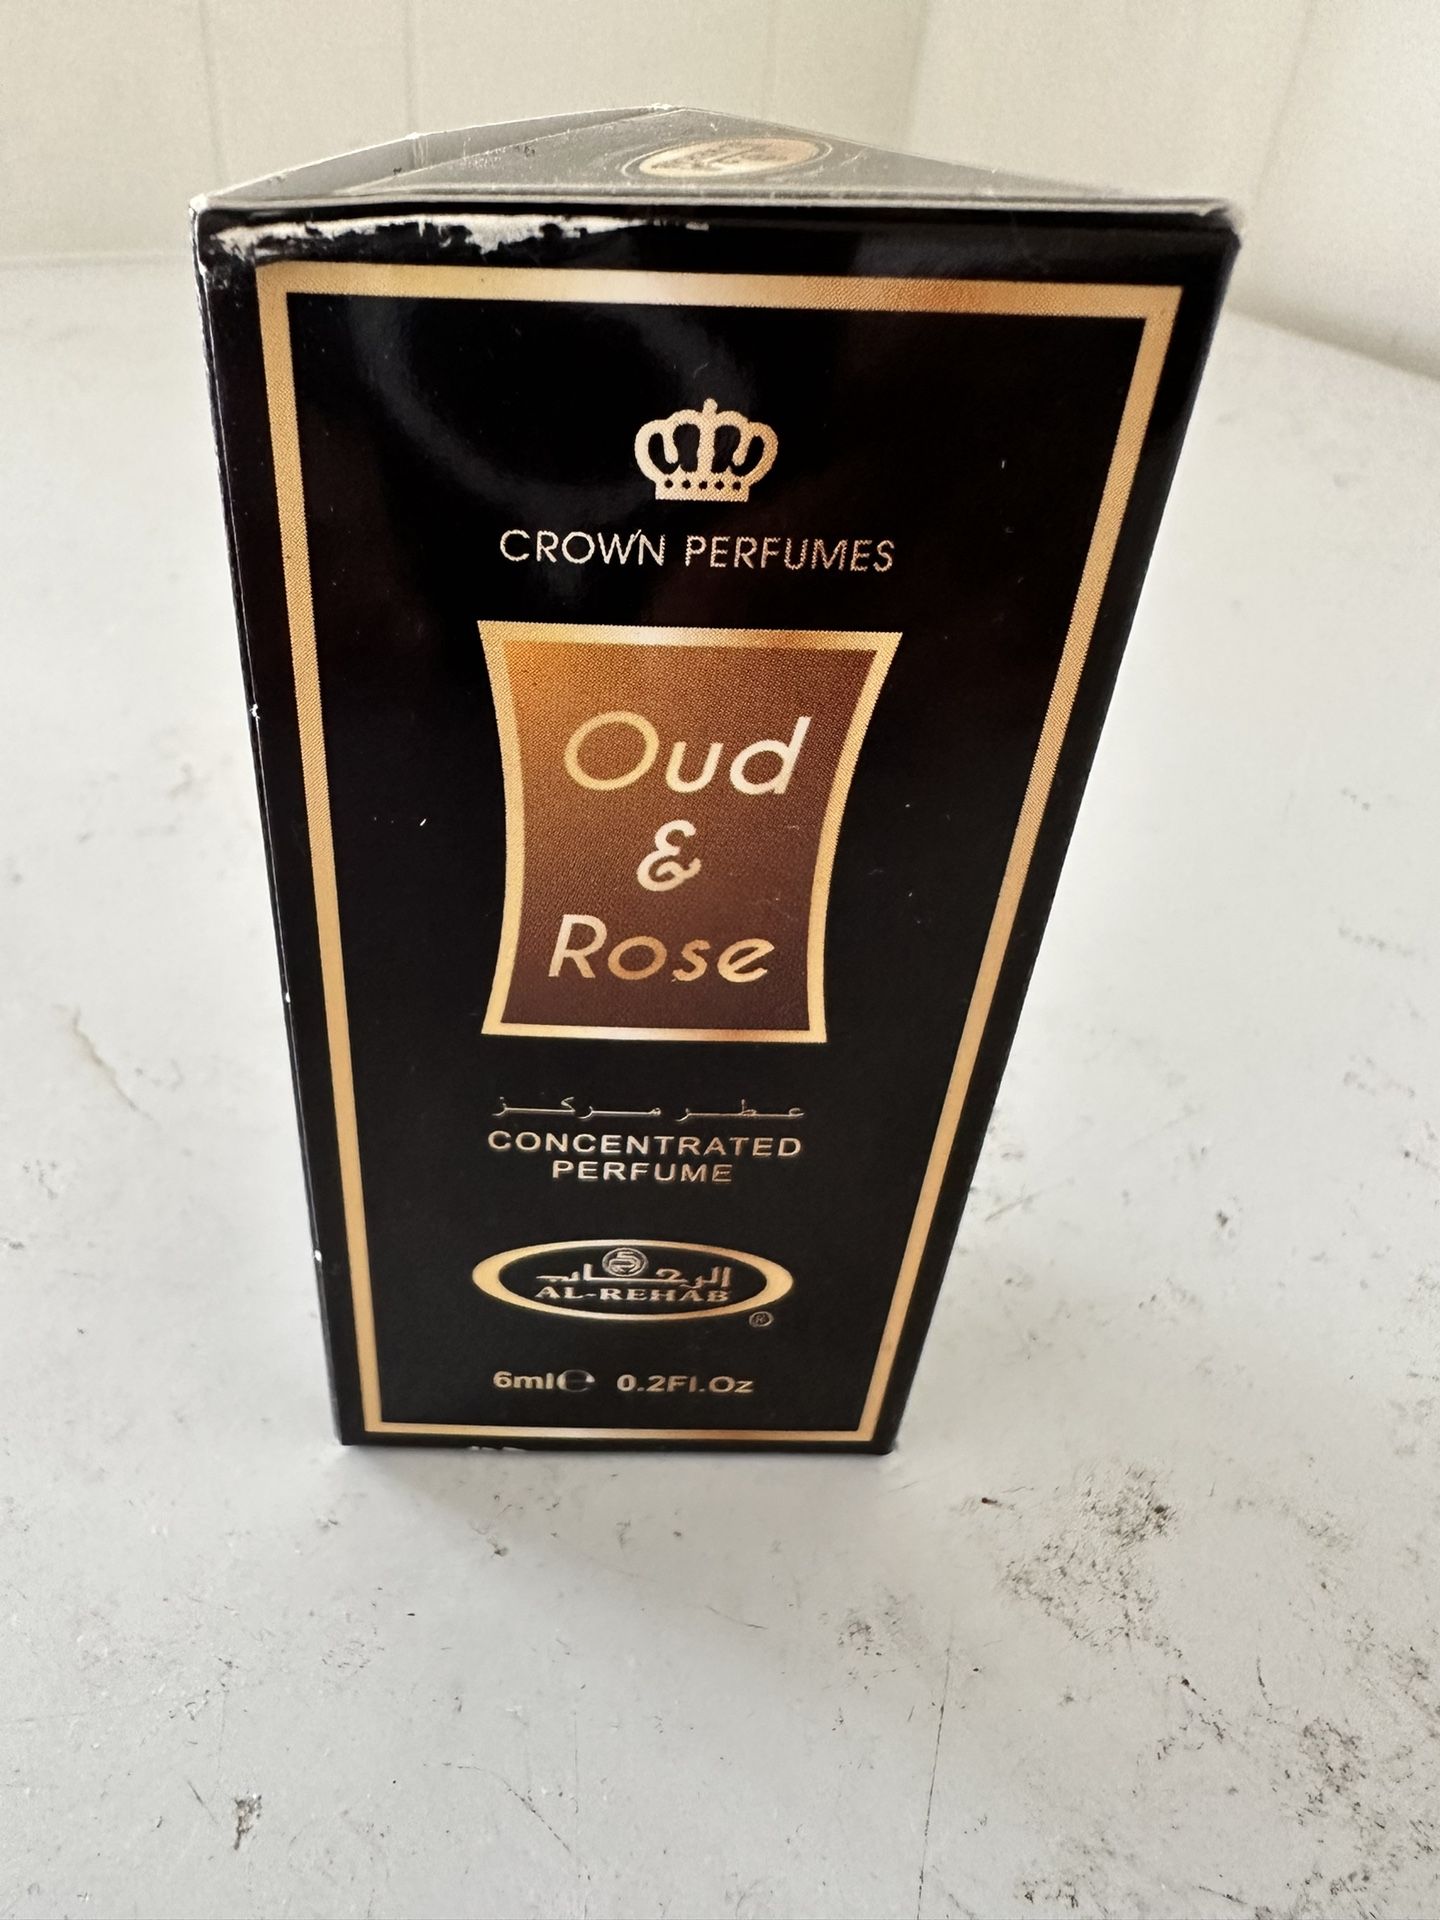 CROWN PERFUMES
Oud
&
Rose
عطر مركز
CONCENTRATED
PERFUME
الرحاب
AL-REHAB
®
6ml℮ 0.2Fl.Oz